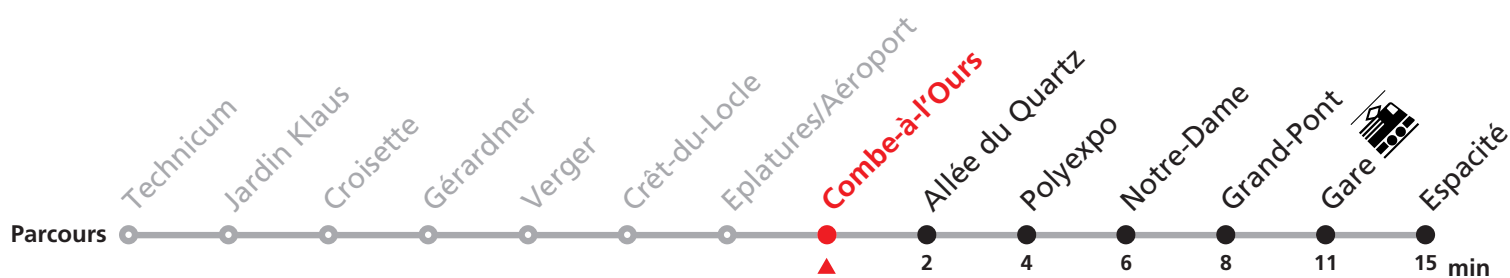 Technicum
Jardin Klaus
Croisette
Gérardmer
Verger
Crêt-du-Locle
Eplatures/Aéroport
Combe-à-l'Ours
Allée du Quartz
Polyexpo
Notre-Dame
Grand-Pont
Gare
Espacité
Parcours
2 4 6 8 11 15 min